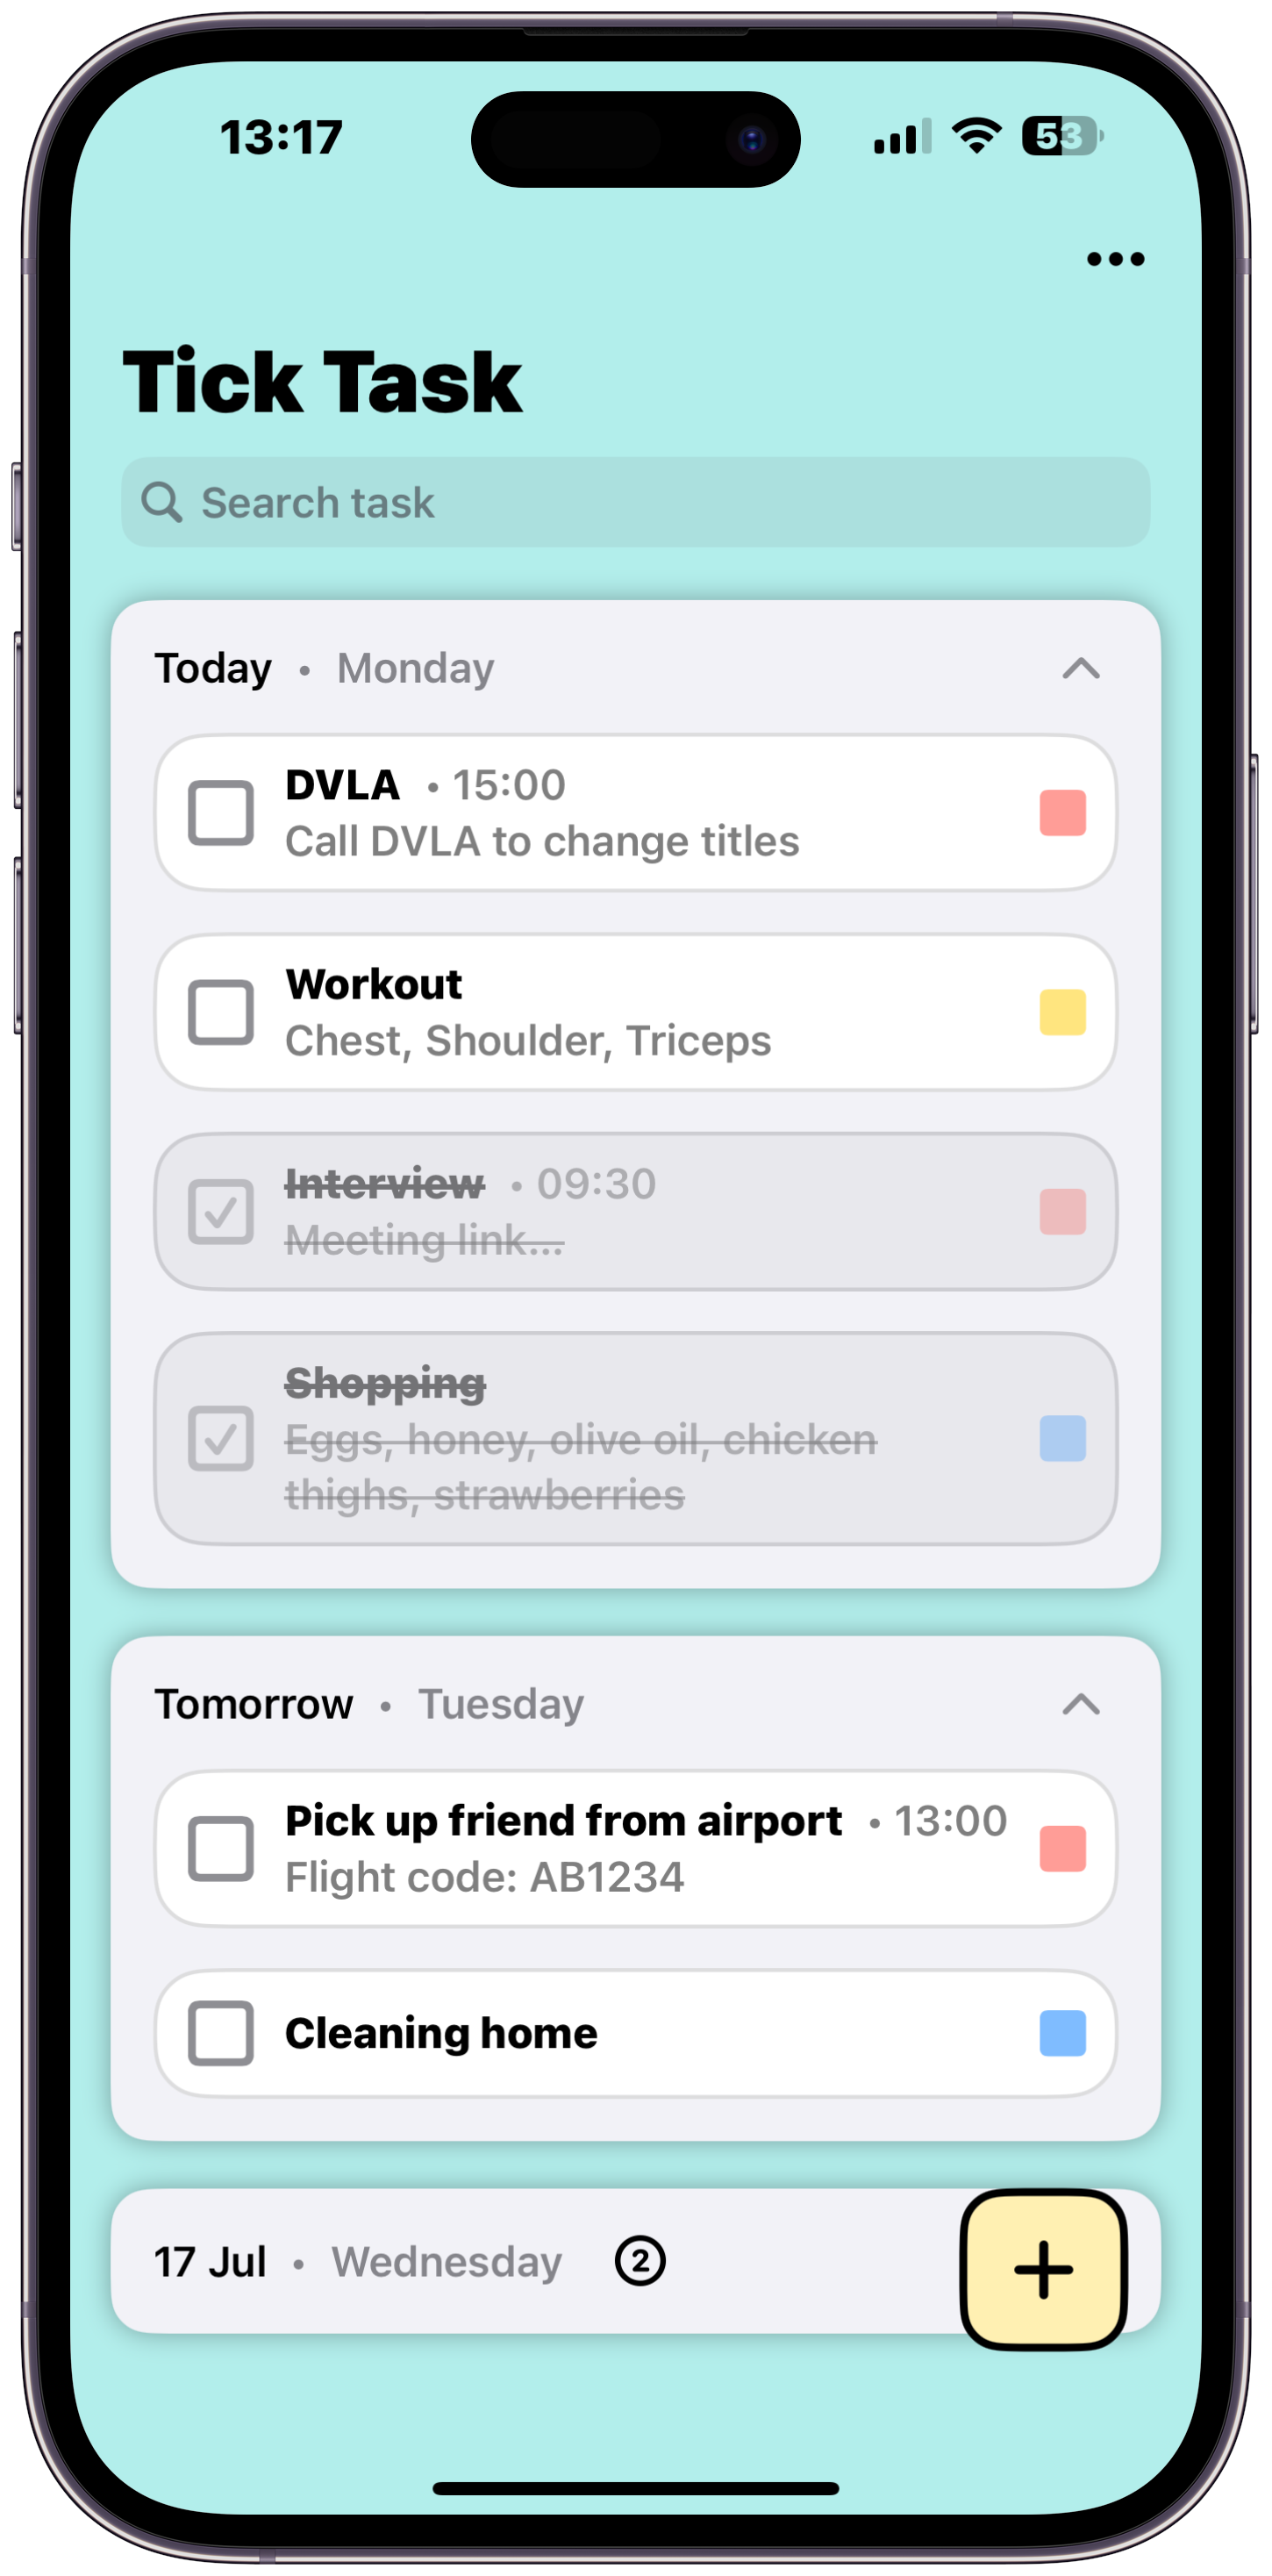 13:17
53
Tick Task
Search task
Today • Monday
DVLA • 15:00
Call DVLA to change titles
Workout
Chest, Shoulder, Triceps
Interview • 09:30
Meeting link...
Shopping
Eggs, honey, olive oil, chicken
thighs, strawberries
Tomorrow • Tuesday
Pick up friend from airport • 13:00
Flight code: AB1234
Cleaning home
17 Jul • Wednesday 2